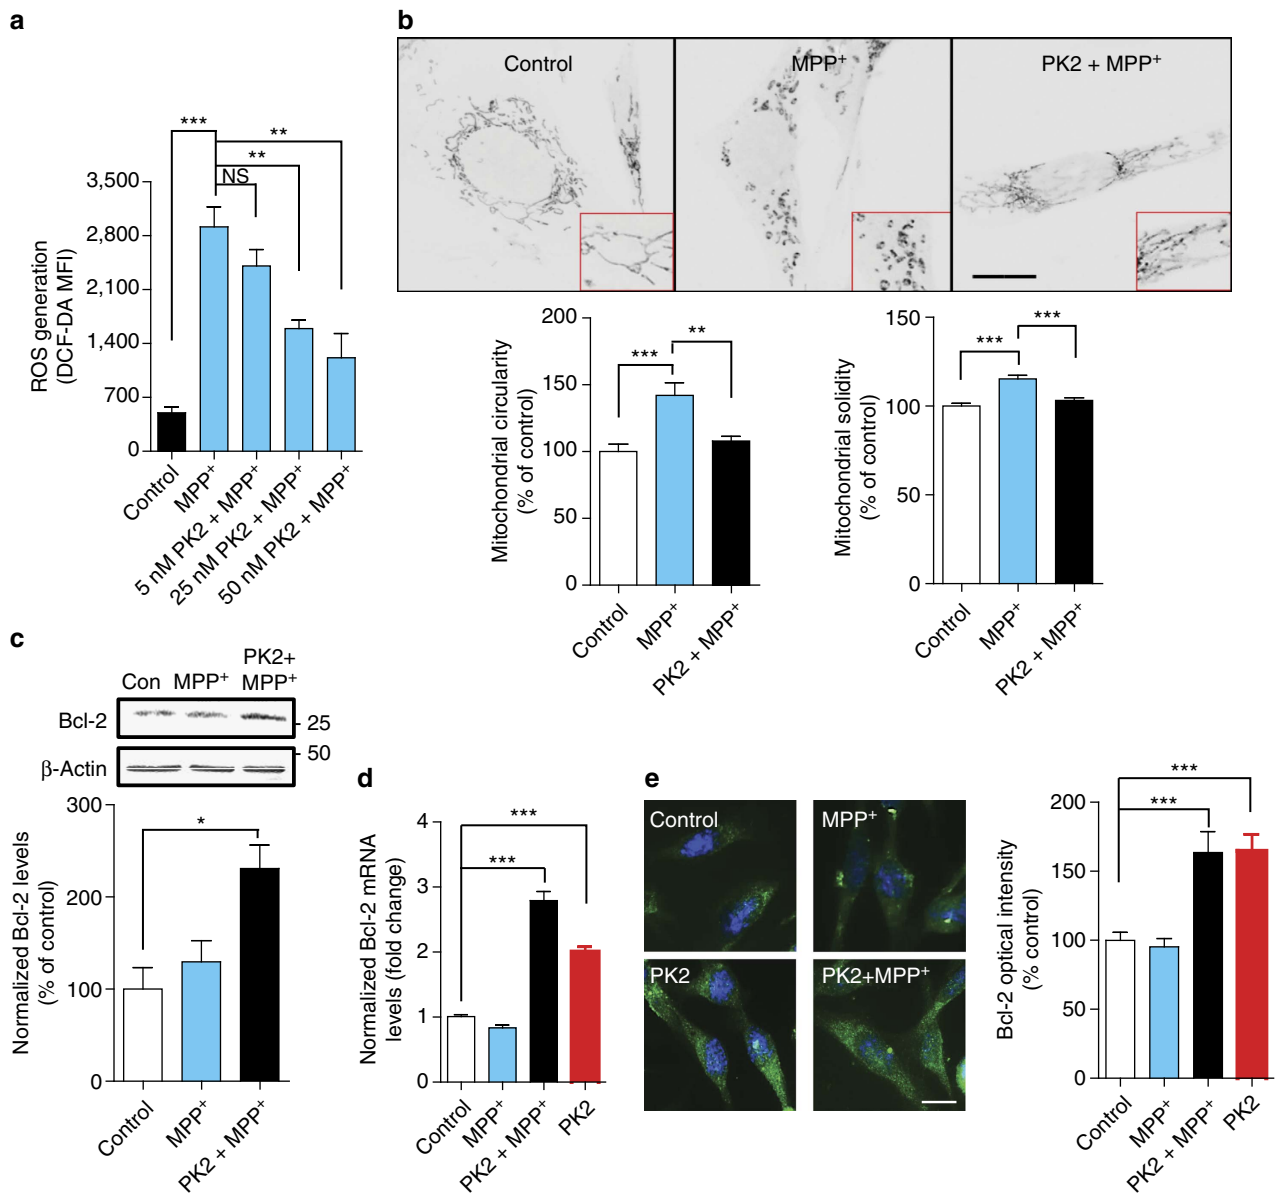 a
***
**
**
NS
3,500
2,800
2,100
1,400
700
0
ROS generation
(DCF-DA MFI)
Control
MPP+
5 nM PK2 + MPP+
25 nM PK2 + MPP+
50 nM PK2 + MPP+
b
Control
MPP+
PK2 + MPP+
200
150
100
50
0
Mitochondrial circularity
(% of control)
***
**
Control
MPP+
PK2 + MPP+
150
100
50
0
Mitochondrial solidity
(% of control)
***
***
Control
MPP+
PK2 + MPP+
c
Con MPP+ PK2+
MPP+
Bcl-2
25
50
β-Actin
300
200
100
0
Normalized Bcl-2 levels
(% of control)
*
Control
MPP+
PK2 + MPP+
d
4
3
2
1
0
Normalized Bcl-2 mRNA
levels (fold change)
***
***
Control
MPP+
PK2 + MPP+
PK2
e
Control
MPP+
PK2
PK2+MPP+
200
150
100
50
0
Bcl-2 optical intensity
(% control)
***
***
Control
MPP+
PK2 + MPP+
PK2